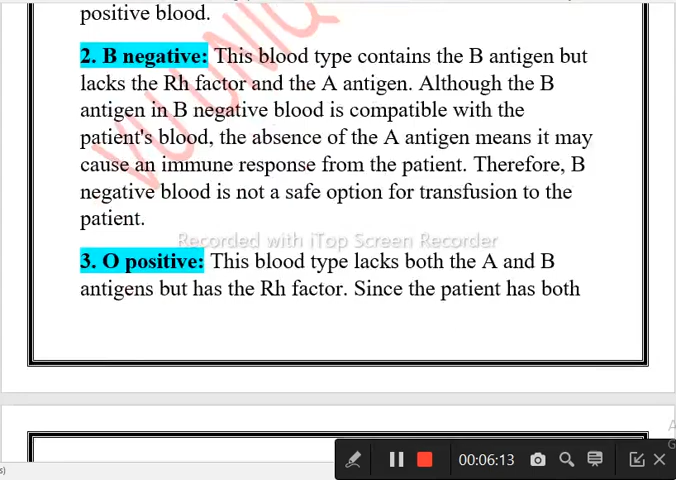 positive blood.
2. B negative: This blood type contains the B antigen but
lacks the Rh factor and the A antigen. Although the B
antigen in B negative blood is compatible with the
patient's blood, the absence of the A antigen means it may
cause an immune response from the patient. Therefore, B
negative blood is not a safe option for transfusion to the
patient.
Recorded with iTop Screen Recorder
3. O positive: This blood type lacks both the A and B
antigens but has the Rh factor. Since the patient has both
00:06:13
s)